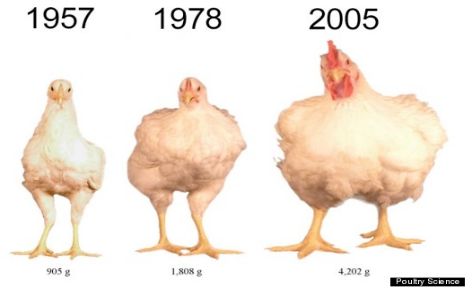 1957 1978 2005
905 g 1,808 g 4,202 g
Poultry Science